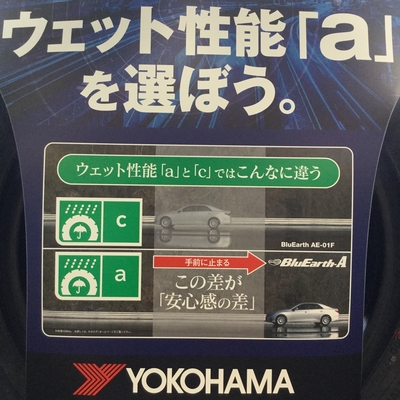 ウェット性能「a」
を選ぼう。
ウェット性能「a」と「c」ではこんなに違う
c
BluEarth AE-01F
a
手前に止まる
BluEarth-A
この差が
「安心感の差」
YOKOHAMA